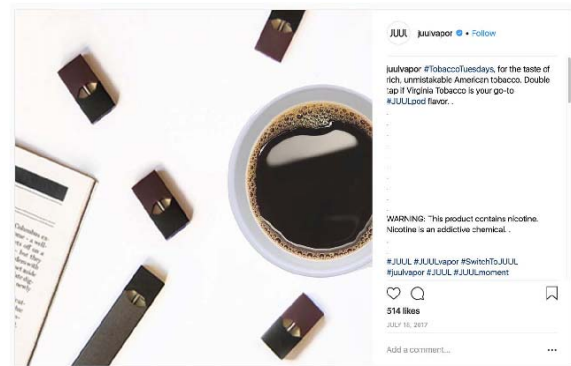 JUUL
juulvapor • Follow
juulvapor #TobaccoTuesdays, for the taste of
rich, unmistakable American tobacco. Double
tap if Virginia Tobacco is your go-to
#JUULpod flavor. .
.
.
.
.
.
.
.
.
WARNING: This product contains nicotine.
Nicotine is an addictive chemical. .
.
.
#JUUL #JUULvapor #SwitchToJUUL
#juulvapor #JUUL #JUULmoment
514 likes
JULY 18, 2017
Add a comment...